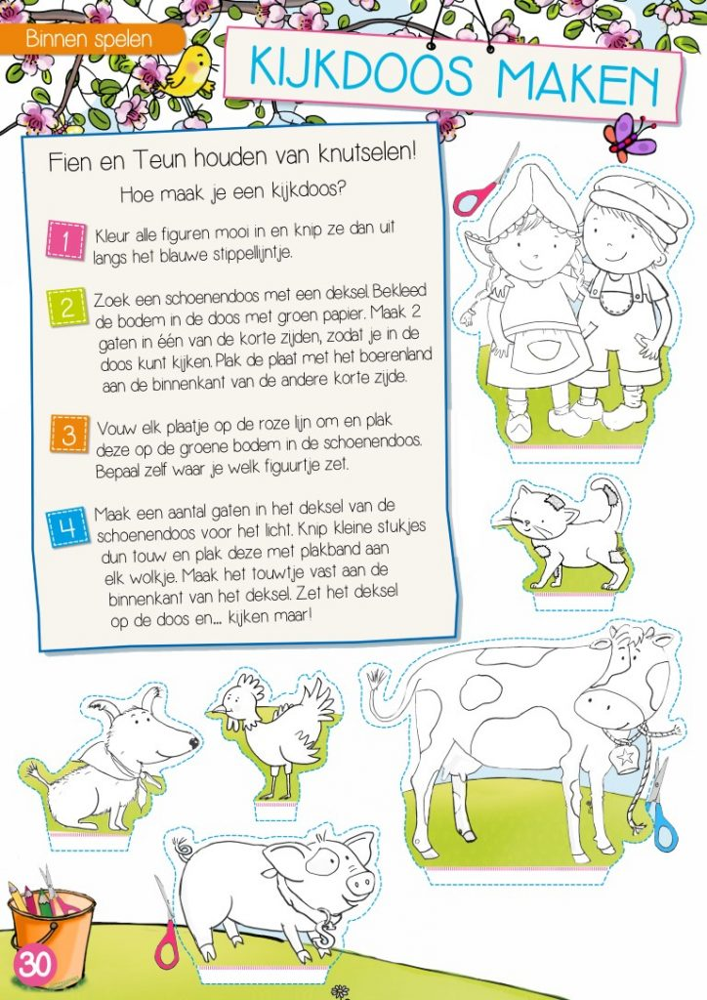 Binnen spelen
KIJKDOOS MAKEN
Fien en Teun houden van knutselen!
Hoe maak je een kijkdoos?
1
Kleur alle figuren mooi in en knip ze dan uit
langs het blauwe stippellijntje.
2
Zoek een schoenendoos met een deksel. Bekleed
de bodem in de doos met groen papier. Maak 2
gaten in één van de korte zijden, zodat je in de
doos kunt kijken. Plak de plaat met het boerenland
aan de binnenkant van de andere korte zijde.
3
Vouw elk plaatje op de roze lijn om en plak
deze op de groene bodem in de schoenendoos.
Bepaal zelf waar je welk figuurtje zet.
4
Maak een aantal gaten in het deksel van de
schoenendoos voor het licht. Knip kleine stukjes
dun touw en plak deze met plakband aan
elk wolkje. Maak het touwtje vast aan de
binnenkant van het deksel. Zet het deksel
op de doos en... kijken maar!
30